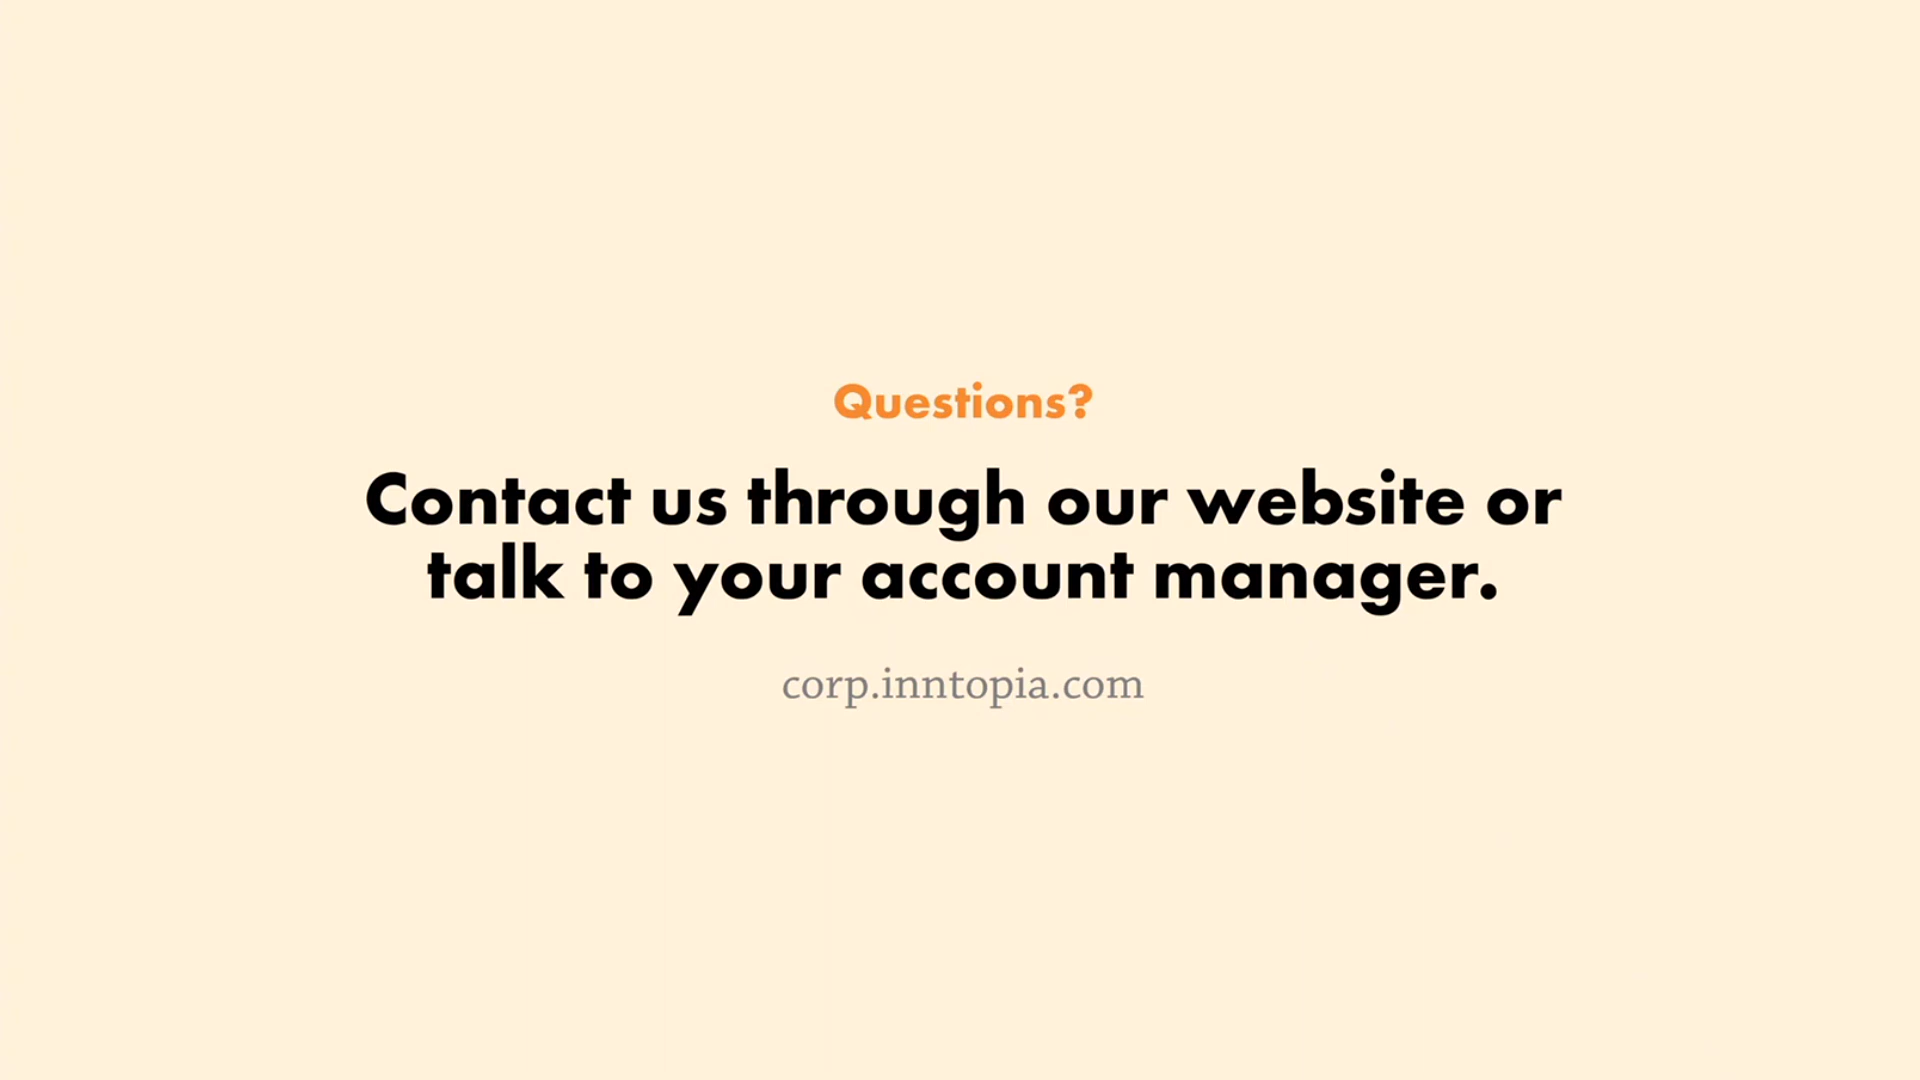 Questions?
Contact us through our website or
talk to your account manager.
corp.inntopia.com